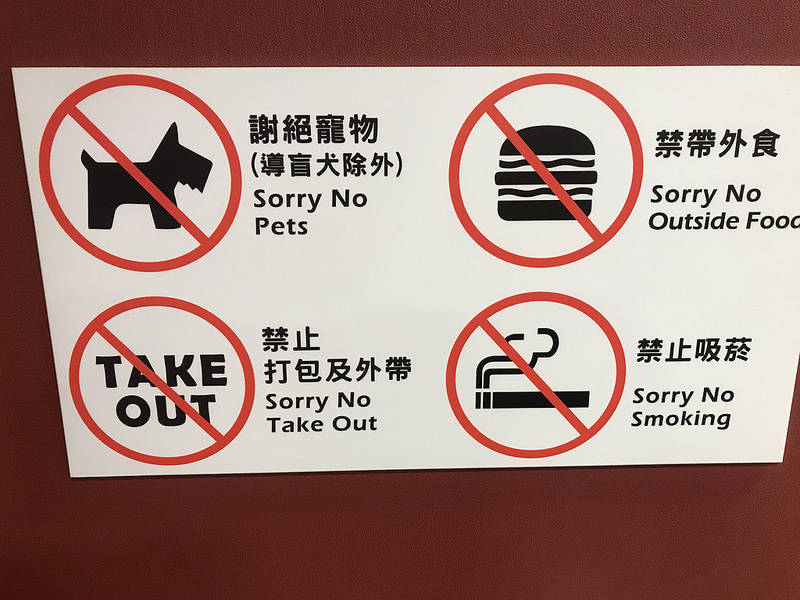 謝絕寵物
(導盲犬除外)
Sorry No
Pets
禁帶外食
Sorry No
Outside Food
TAKE
OUT
禁止
打包及外帶
Sorry No
Take Out
禁止吸菸
Sorry No
Smoking